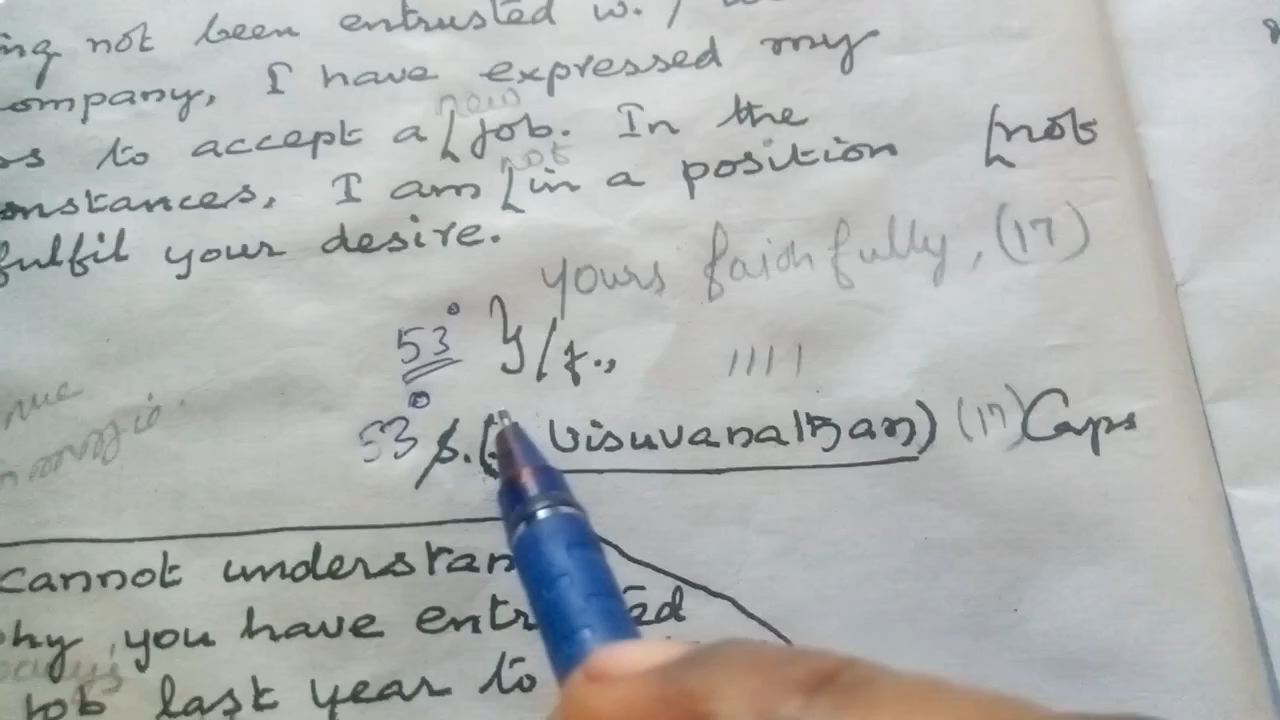 ing not been entrusted w
ompany, I have expressed my
new
ss to accept a [job. In the [not
not
nstances, I am [in a position
fulfil your desire.
yours faithfully, (17)
53° Y/f.,
53 s.( Visuvanathan) (17) Caps
cannot understan
hy you have entr ed
job last year to